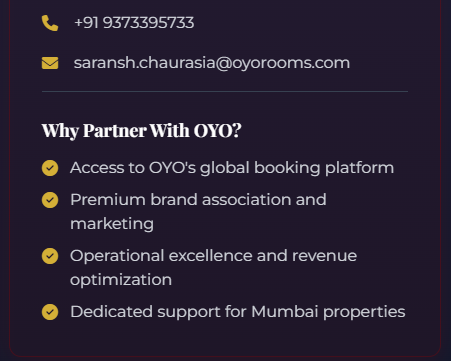 +91 9373395733
saransh.chaurasia@oyorooms.com
Why Partner With OYO?
Access to OYO's global booking platform
Premium brand association and
marketing
Operational excellence and revenue
optimization
Dedicated support for Mumbai properties